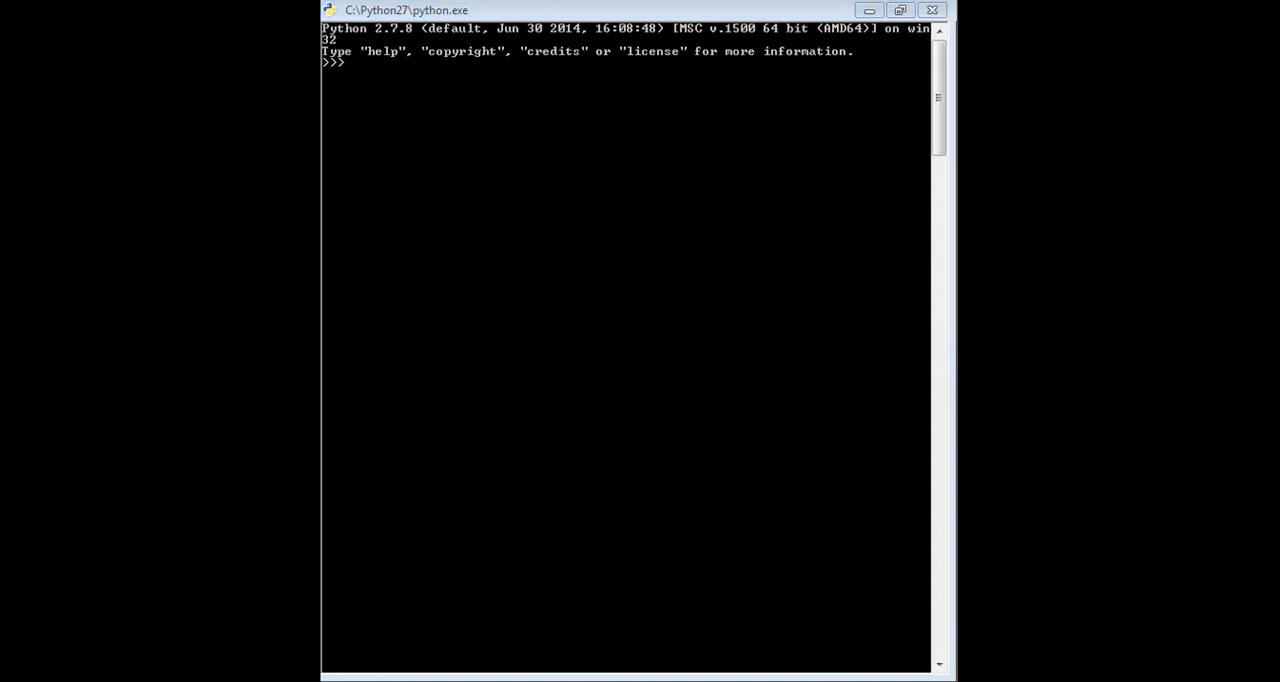 C:\Python27\python.exe
Python 2.7.8 (default, Jun 30 2014, 16:08:48) [MSC v.1500 64 bit (AMD64)] on win
32
Type "help", "copyright", "credits" or "license" for more information.
>>>